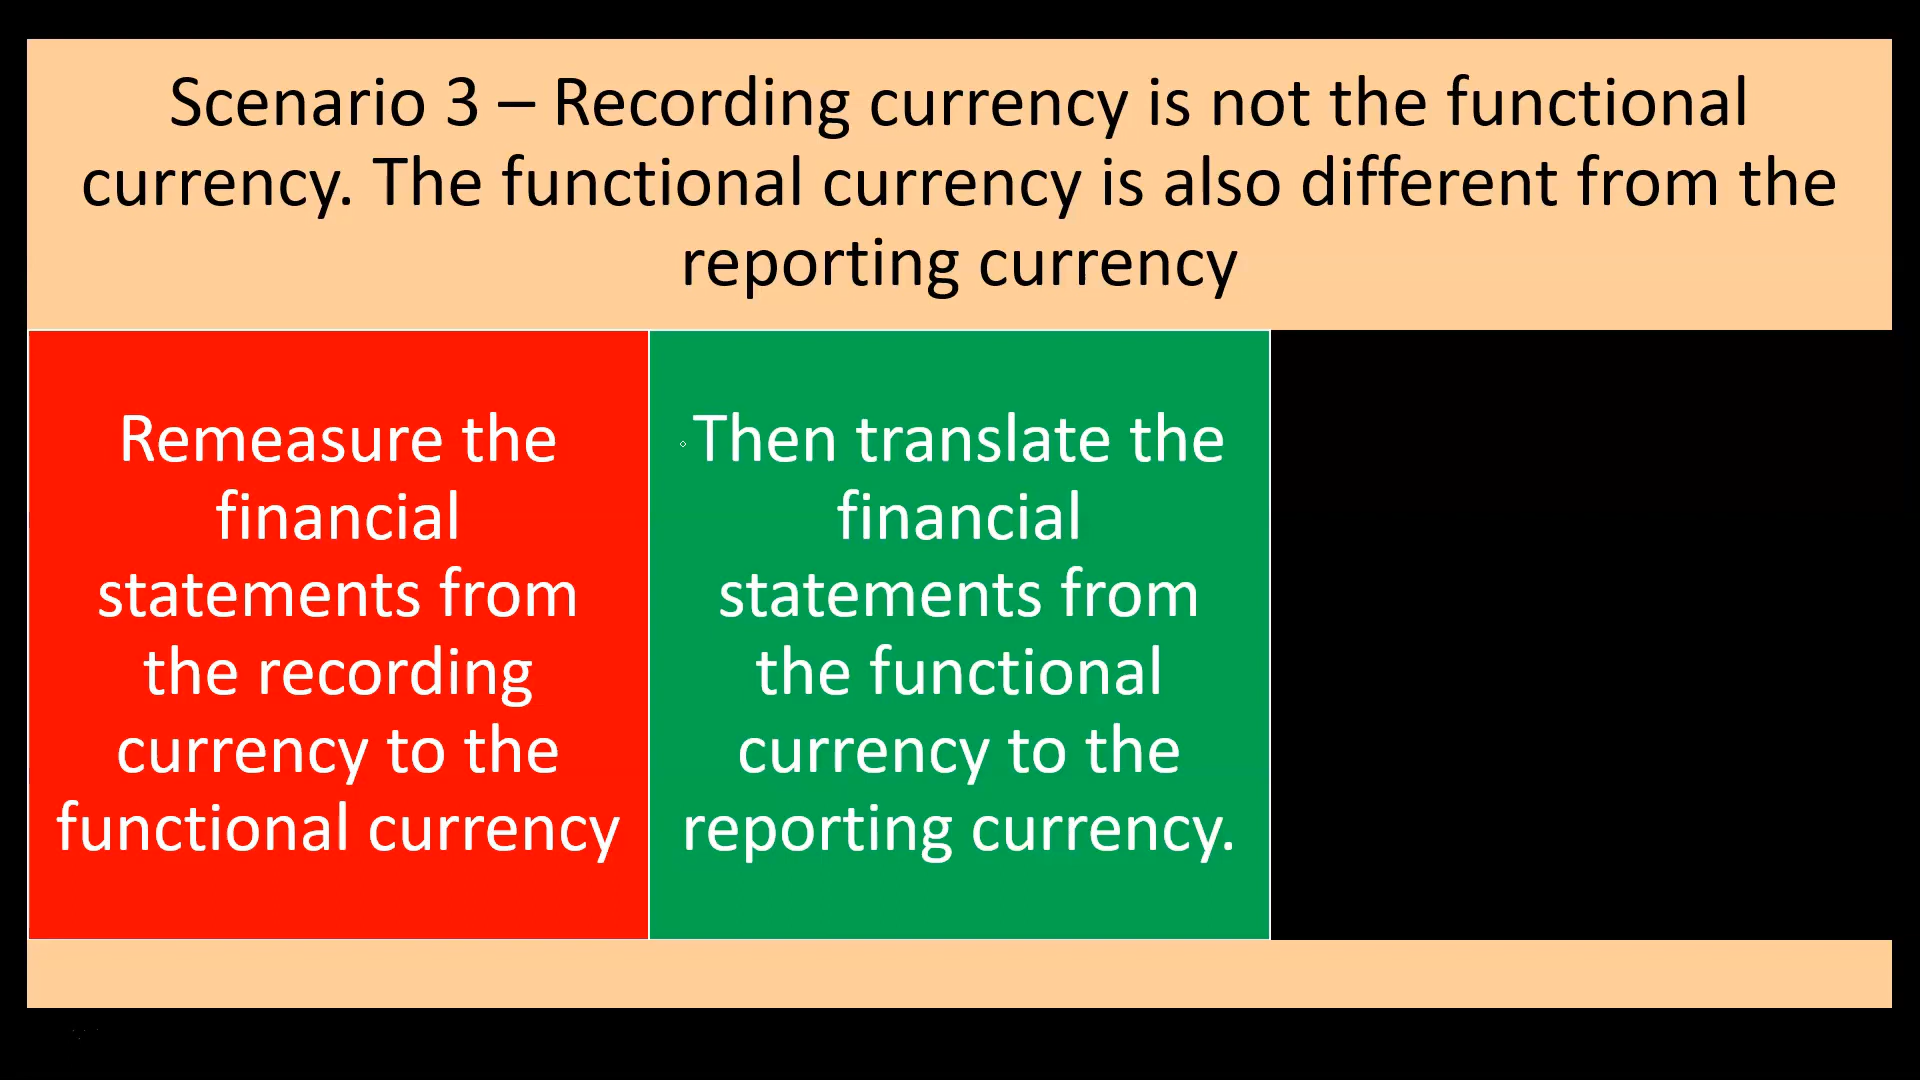 Scenario 3 – Recording currency is not the functional
currency. The functional currency is also different from the
reporting currency
Remeasure the
financial
statements from
the recording
currency to the
functional currency
Then translate the
financial
statements from
the functional
currency to the
reporting currency.